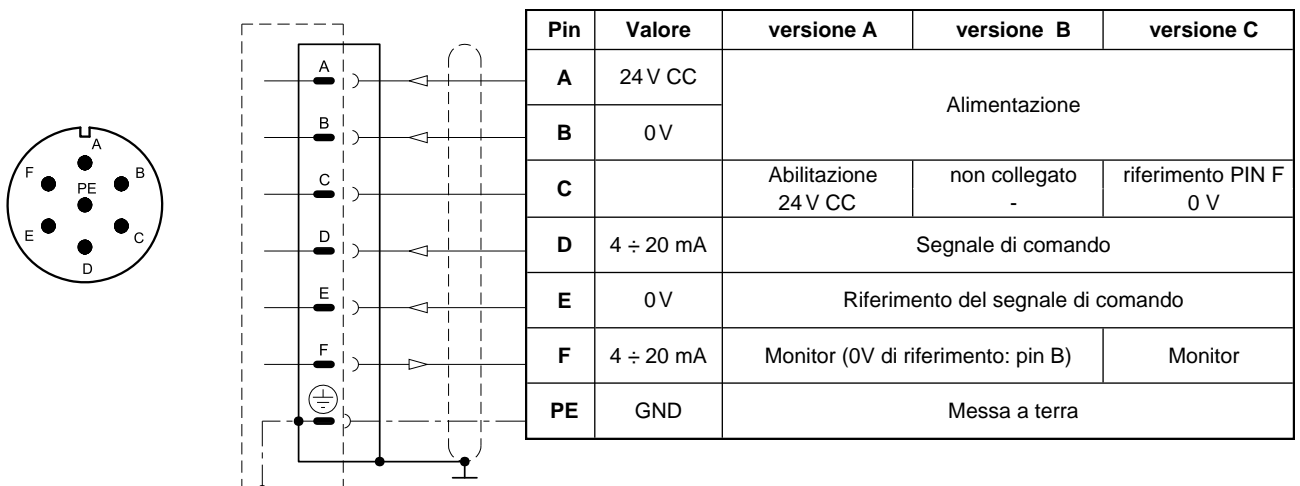 A
F
B
PE
E
C
D
A
B
C
D
E
F
Pin Valore versione A versione B versione C
A 24 V CC Alimentazione
B 0 V
C Abilitazione 24 V CC non collegato - riferimento PIN F 0 V
D 4 ÷ 20 mA Segnale di comando
E 0 V Riferimento del segnale di comando
F 4 ÷ 20 mA Monitor (0V di riferimento: pin B) Monitor
PE GND Messa a terra